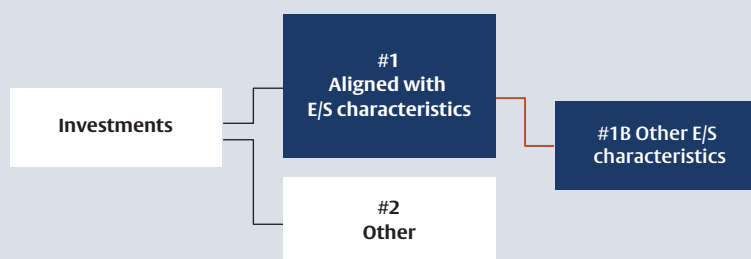 Investments
#1
Aligned with
E/S characteristics
#2
Other
#1B Other E/S
characteristics